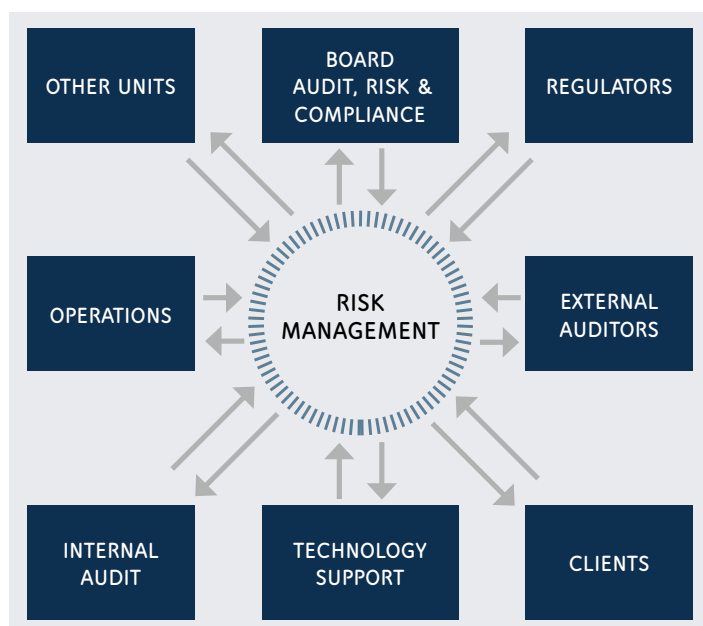 OTHER UNITS
BOARD
AUDIT, RISK &
COMPLIANCE
REGULATORS
OPERATIONS
RISK
MANAGEMENT
EXTERNAL
AUDITORS
INTERNAL
AUDIT
TECHNOLOGY
SUPPORT
CLIENTS